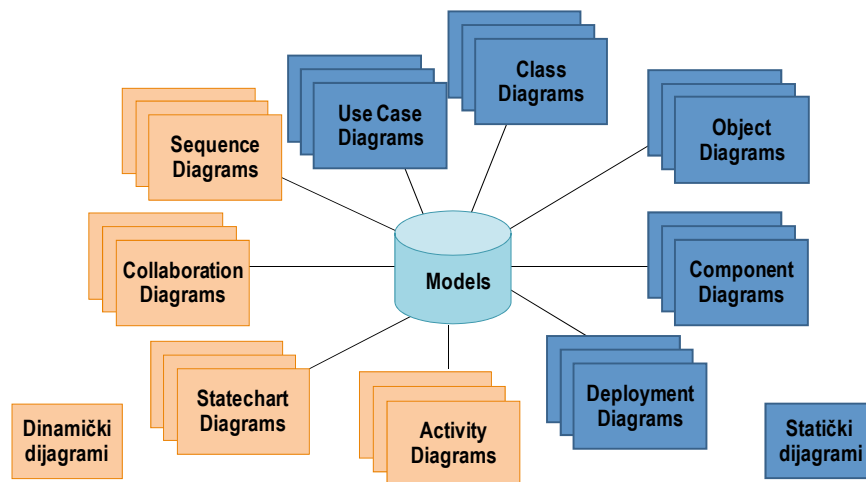 Class
Diagrams
Use Case
Diagrams
Object
Diagrams
Sequence
Diagrams
Collaboration
Diagrams
Models
Component
Diagrams
Statechart
Diagrams
Activity
Diagrams
Deployment
Diagrams
Dinamički
dijagrami
Statički
dijagrami